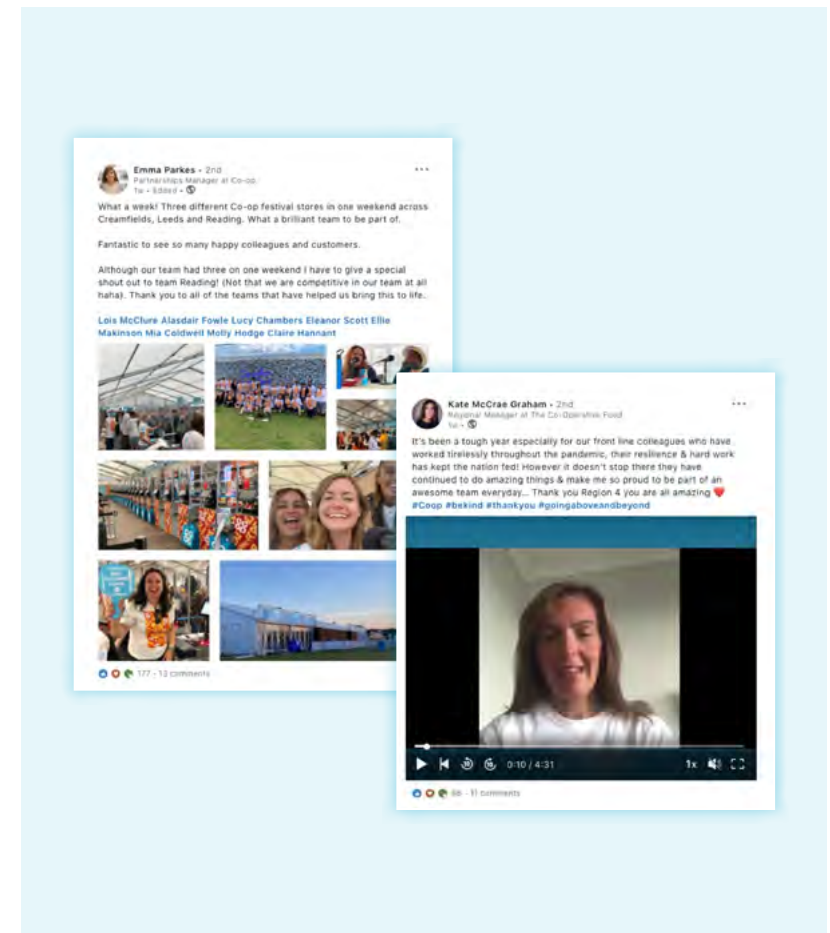 Emma Parkes • 2nd
Partnerships Manager at Co-op
1w • Edited •
What a week! Three different Co-op festival stores in one weekend across
Creamfields, Leeds and Reading. What a brilliant team to be part of.
Fantastic to see so many happy colleagues and customers.
Although our team had three on one weekend I have to give a special
shout out to team Reading! (Not that we are competitive in our team at all
haha). Thank you to all of the teams that have helped us bring this to life.
Lois McClure Alasdair Fowle Lucy Chambers Eleanor Scott Ellie
Makinson Mia Coldwell Molly Hodge Claire Hannant
177 • 13 comments
Kate McCrae Graham • 2nd
Regional Manager at The Co-Operative Food
1w •
It's been a tough year especially for our front line colleagues who have
worked tirelessly throughout the pandemic, their resilience & hard work
has kept the nation fed! However it doesn't stop there they have
continued to do amazing things & make me so proud to be part of an
awesome team everyday... Thank you Region 4 you are all amazing ❤️
#Coop #bekind #thankyou #goingaboveandbeyond
0:10 / 4:31
1x
11 comments